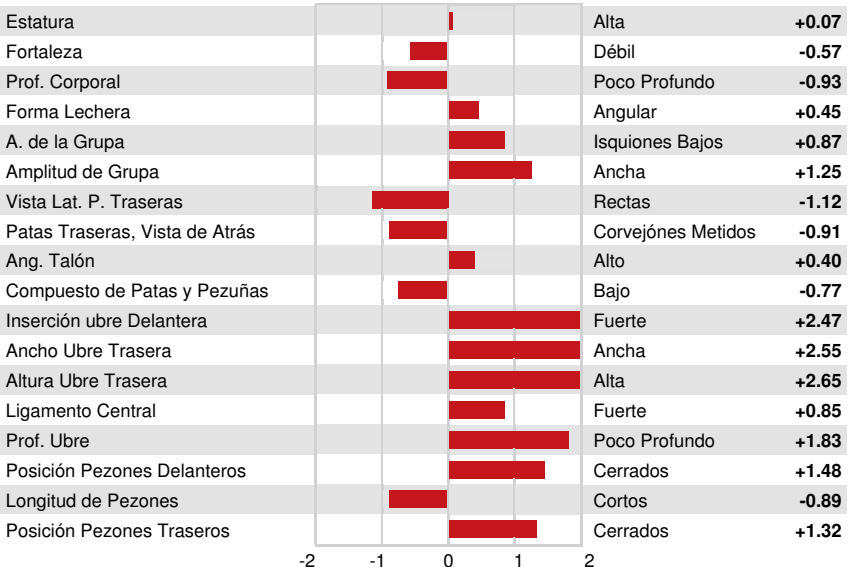 Estatura Alta +0.07
Fortaleza Débil -0.57
Prof. Corporal Poco Profundo -0.93
Forma Lechera Angular +0.45
A. de la Grupa Isquiones Bajos +0.87
Amplitud de Grupa Ancha +1.25
Vista Lat. P. Traseras Rectas -1.12
Patas Traseras, Vista de Atrás Corvejónes Metidos -0.91
Ang. Talón Alto +0.40
Compuesto de Patas y Pezuñas Bajo -0.77
Inserción ubre Delantera Fuerte +2.47
Ancho Ubre Trasera Ancha +2.55
Altura Ubre Trasera Alta +2.65
Ligamento Central Fuerte +0.85
Prof. Ubre Poco Profundo +1.83
Posición Pezones Delanteros Cerrados +1.48
Longitud de Pezones Cortos -0.89
Posición Pezones Traseros Cerrados +1.32
-2 -1 0 1 2